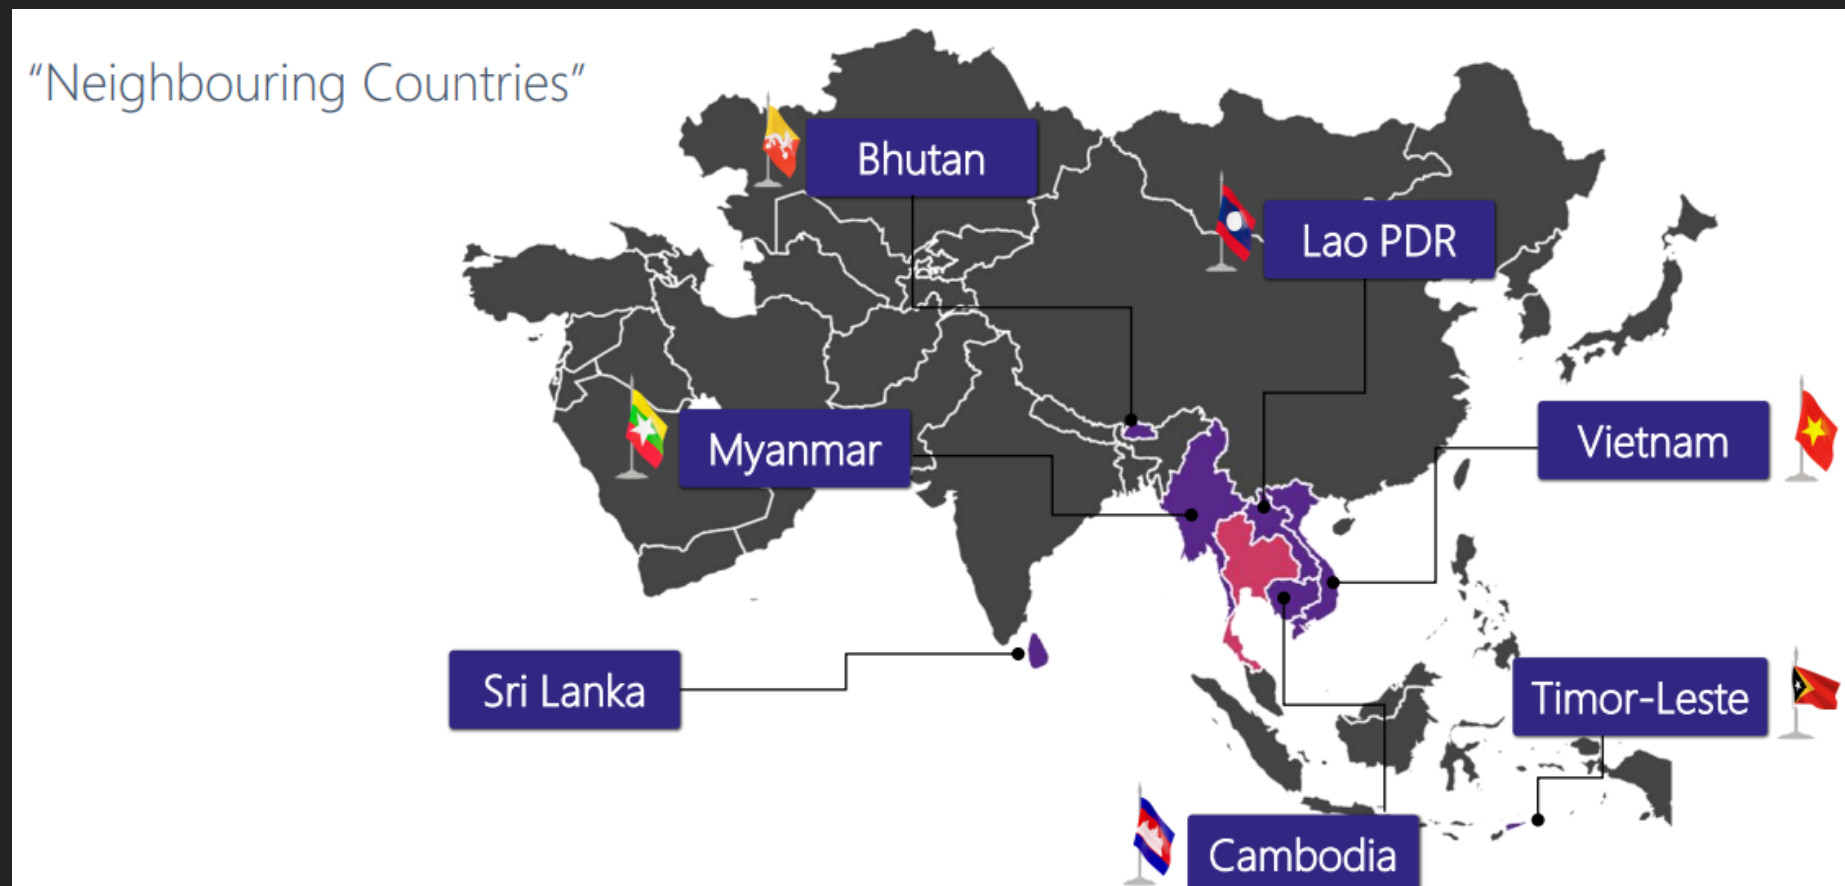 “Neighbouring Countries”
Bhutan
Lao PDR
Myanmar
Vietnam
Sri Lanka
Timor-Leste
Cambodia